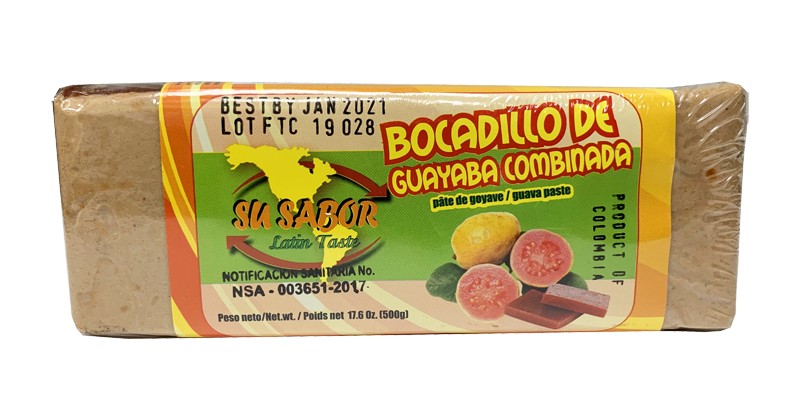 BEST BY JAN 2021
LOT FTC 19 028
BOCADILLO DE
GUAYABA COMBINADA
pâte de goyave / guava paste
SU SABOR
Latin Taste
PRODUCT OF
COLOMBIA
NOTIFICACION SANITARIA No.
NSA - 003651-2017
Peso neto/Net.wt. / Poids net 17.6 Oz. (500g)